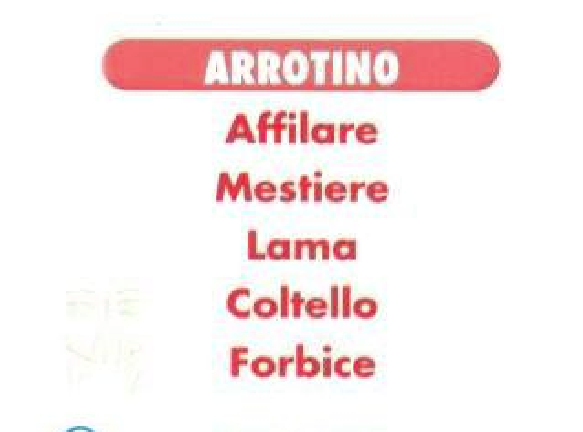 ARROTINO
Affilare
Mestiere
Lama
Coltello
Forbice